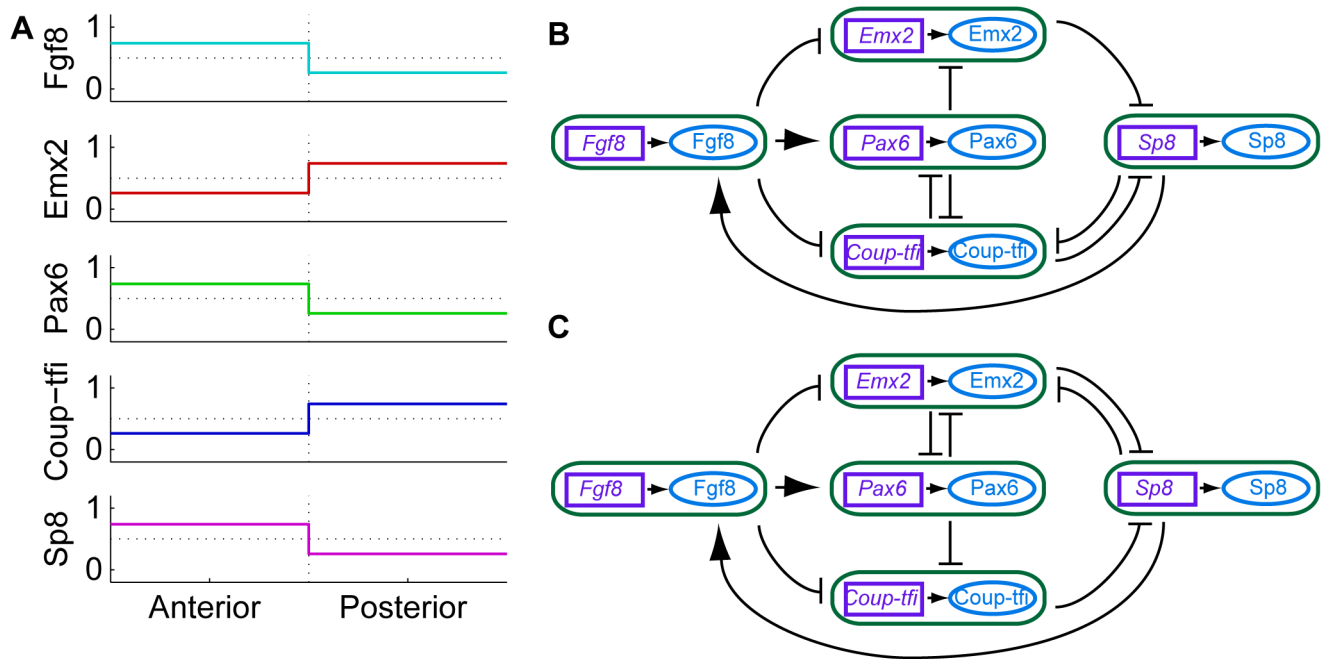 A
Fgf8
1
0
Emx2
1
0
Pax6
1
0
Coup-tfi
1
0
Sp8
1
0
Anterior Posterior
B
Emx2 Emx2
Fgf8 Fgf8 Pax6 Pax6 Sp8 Sp8
Coup-tfi Coup-tfi
C
Emx2 Emx2
Fgf8 Fgf8 Pax6 Pax6 Sp8 Sp8
Coup-tfi Coup-tfi